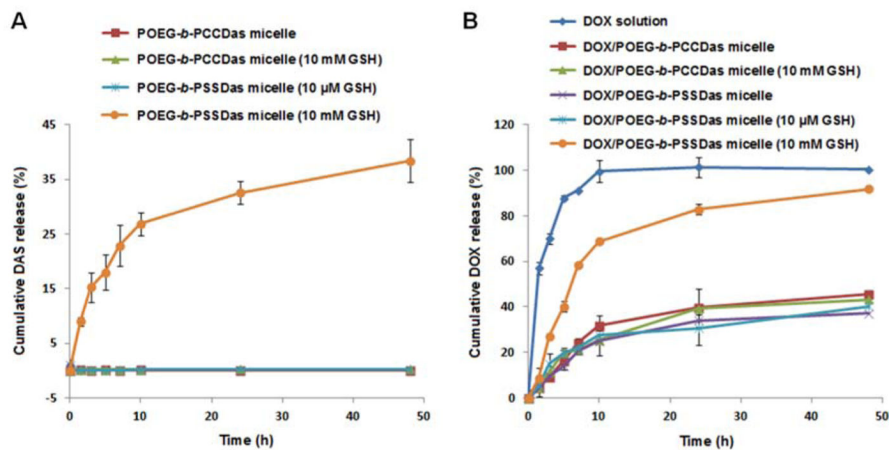 A
POEG-b-PCCDas micelle
POEG-b-PCCDas micelle (10 mM GSH)
POEG-b-PSSDas micelle (10 µM GSH)
POEG-b-PSSDas micelle (10 mM GSH)
Cumulative DAS release (%)
45
35
25
15
5
-5
0
10
20
30
40
50
Time (h)
B
DOX solution
DOX/POEG-b-PCCDas micelle
DOX/POEG-b-PCCDas micelle (10 mM GSH)
DOX/POEG-b-PSSDas micelle
DOX/POEG-b-PSSDas micelle (10 µM GSH)
DOX/POEG-b-PSSDas micelle (10 mM GSH)
Cumulative DOX release (%)
120
100
80
60
40
20
0
0
10
20
30
40
50
Time (h)